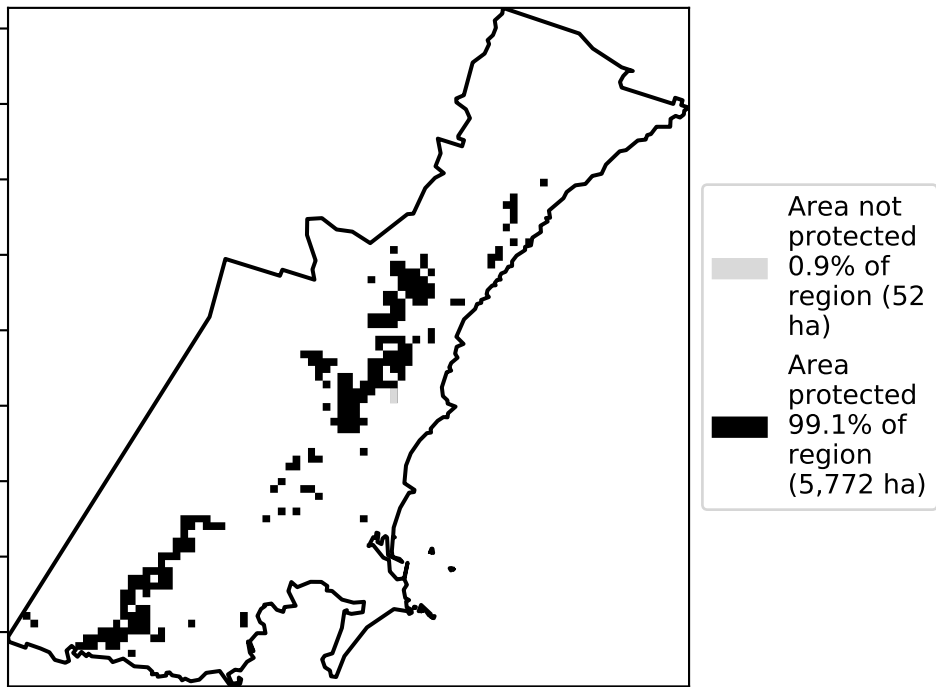 Area not
protected
0.9% of
region (52
ha)
Area
protected
99.1% of
region
(5,772 ha)